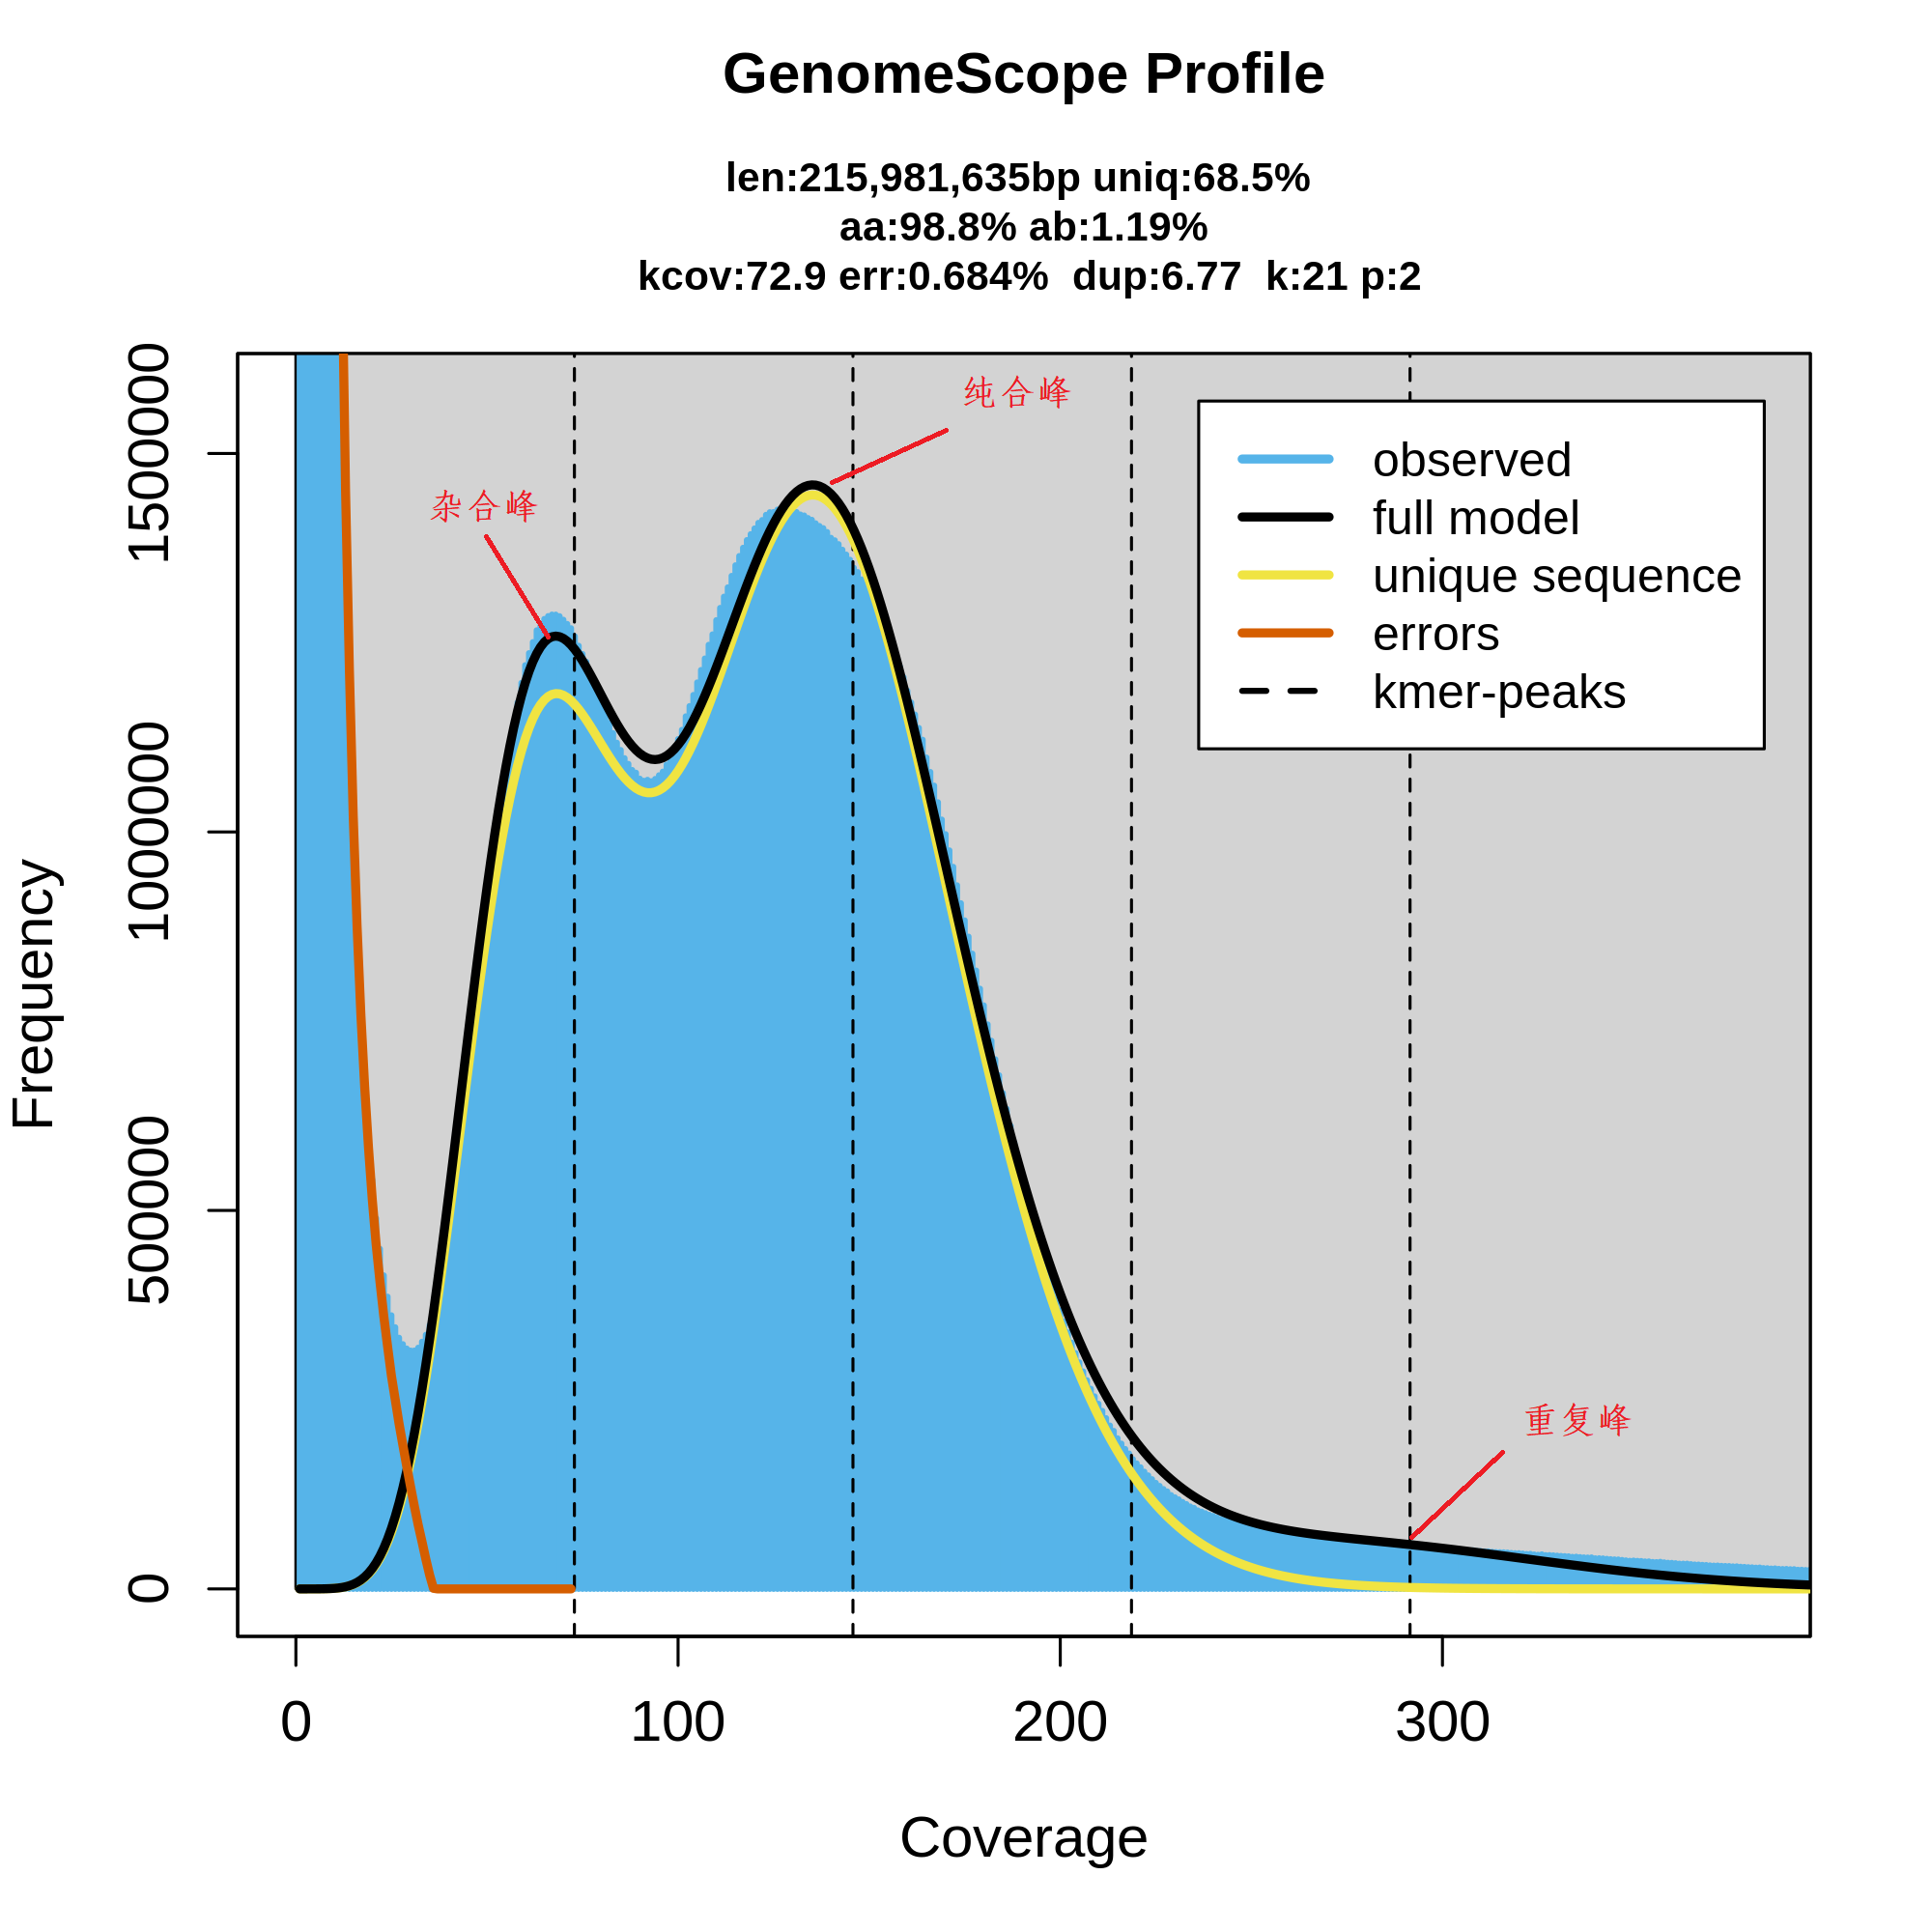 GenomeScope Profile
len:215,981,635bp uniq:68.5%
aa:98.8% ab:1.19%
kcov:72.9 err:0.684%  dup:6.77  k:21 p:2
纯合峰
杂合峰
observed
full model
unique sequence
errors
kmer-peaks
重复峰
Frequency
1500000
1000000
500000
0
0 100 200 300
Coverage